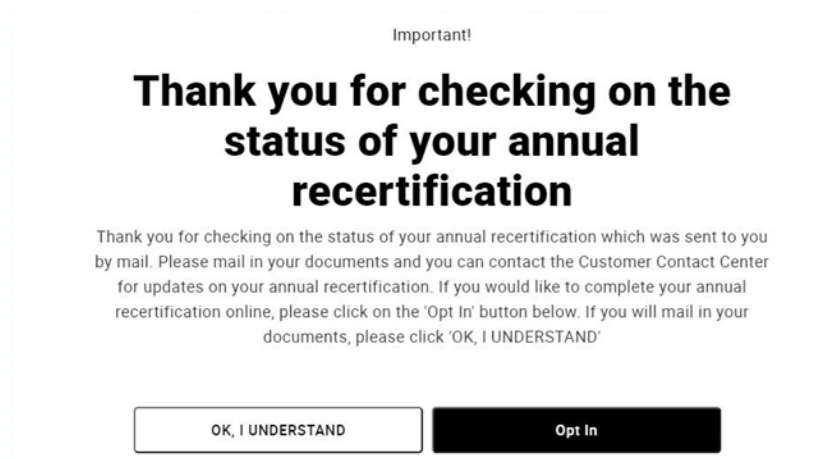 Important!
Thank you for checking on the
status of your annual
recertification
Thank you for checking on the status of your annual recertification which was sent to you
by mail. Please mail in your documents and you can contact the Customer Contact Center
for updates on your annual recertification. If you would like to complete your annual
recertification online, please click on the 'Opt In' button below. If you will mail in your
documents, please click 'OK, I UNDERSTAND'
OK, I UNDERSTAND
Opt In